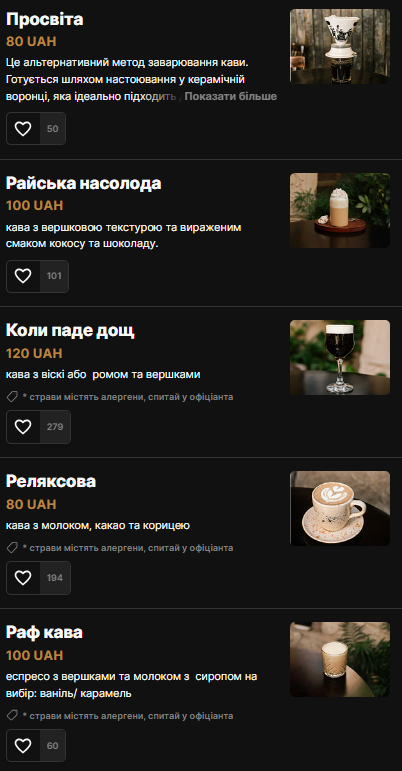 Просвіта
80 UAH
Це альтернативний метод заварювання кави.
Готується шляхом настоювання у керамічній
воронці, яка ідеально підходить Показати більше
50
Райська насолода
100 UAH
кава з вершковою текстурою та вираженим
смаком кокосу та шоколаду.
101
Коли паде дощ
120 UAH
кава з віскі або  ромом та вершками
* страви містять алергени, спитай у офіціанта
279
Реляксова
80 UAH
кава з молоком, какао та корицею
* страви містять алергени, спитай у офіціанта
194
Раф кава
100 UAH
еспресо з вершками та молоком з  сиропом на
вибір: ваніль/ карамель
* страви містять алергени, спитай у офіціанта
60